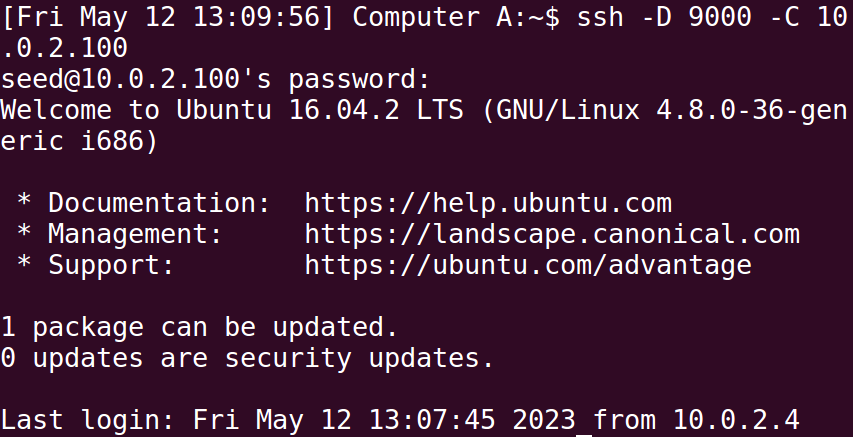 [Fri May 12 13:09:56] Computer A:~$ ssh -D 9000 -C 10
.0.2.100
seed@10.0.2.100's password:
Welcome to Ubuntu 16.04.2 LTS (GNU/Linux 4.8.0-36-gen
eric i686)

 * Documentation:  https://help.ubuntu.com
 * Management:     https://landscape.canonical.com
 * Support:        https://ubuntu.com/advantage

1 package can be updated.
0 updates are security updates.

Last login: Fri May 12 13:07:45 2023 from 10.0.2.4